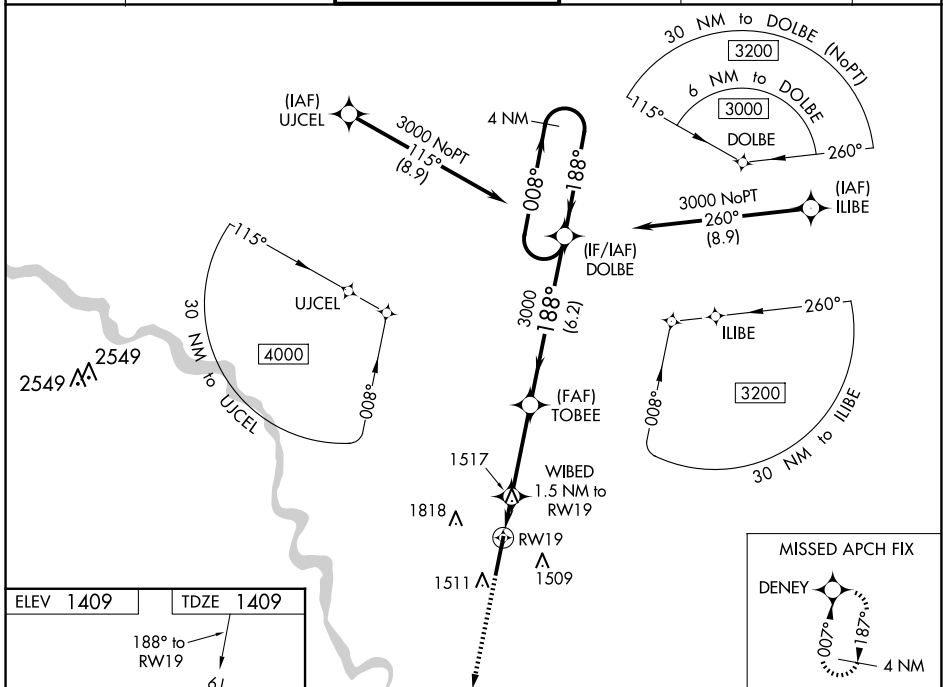 30 NM to DOLBE (NoPT)
3200
6 NM to DOLBE
3000
115°
DOLBE
260°
(IAF)
UJCEL
3000 NoPT
115°
(8.9)
4 NM
008°
188°
3000 NoPT
260°
(8.9)
(IAF)
ILIBE
(IF/IAF)
DOLBE
115°
UJCEL
30 NM to UJCEL
4000
008°
2549
2549
3000
188°
(6.2)
260°
ILIBE
008°
3200
30 NM to ILIBE
(FAF)
TOBEE
1517
WIBED
1.5 NM to
RW19
1818
RW19
1511
1509
MISSED APCH FIX
DENEY
007°
187°
4 NM
ELEV 1409
TDZE 1409
188° to
RW19